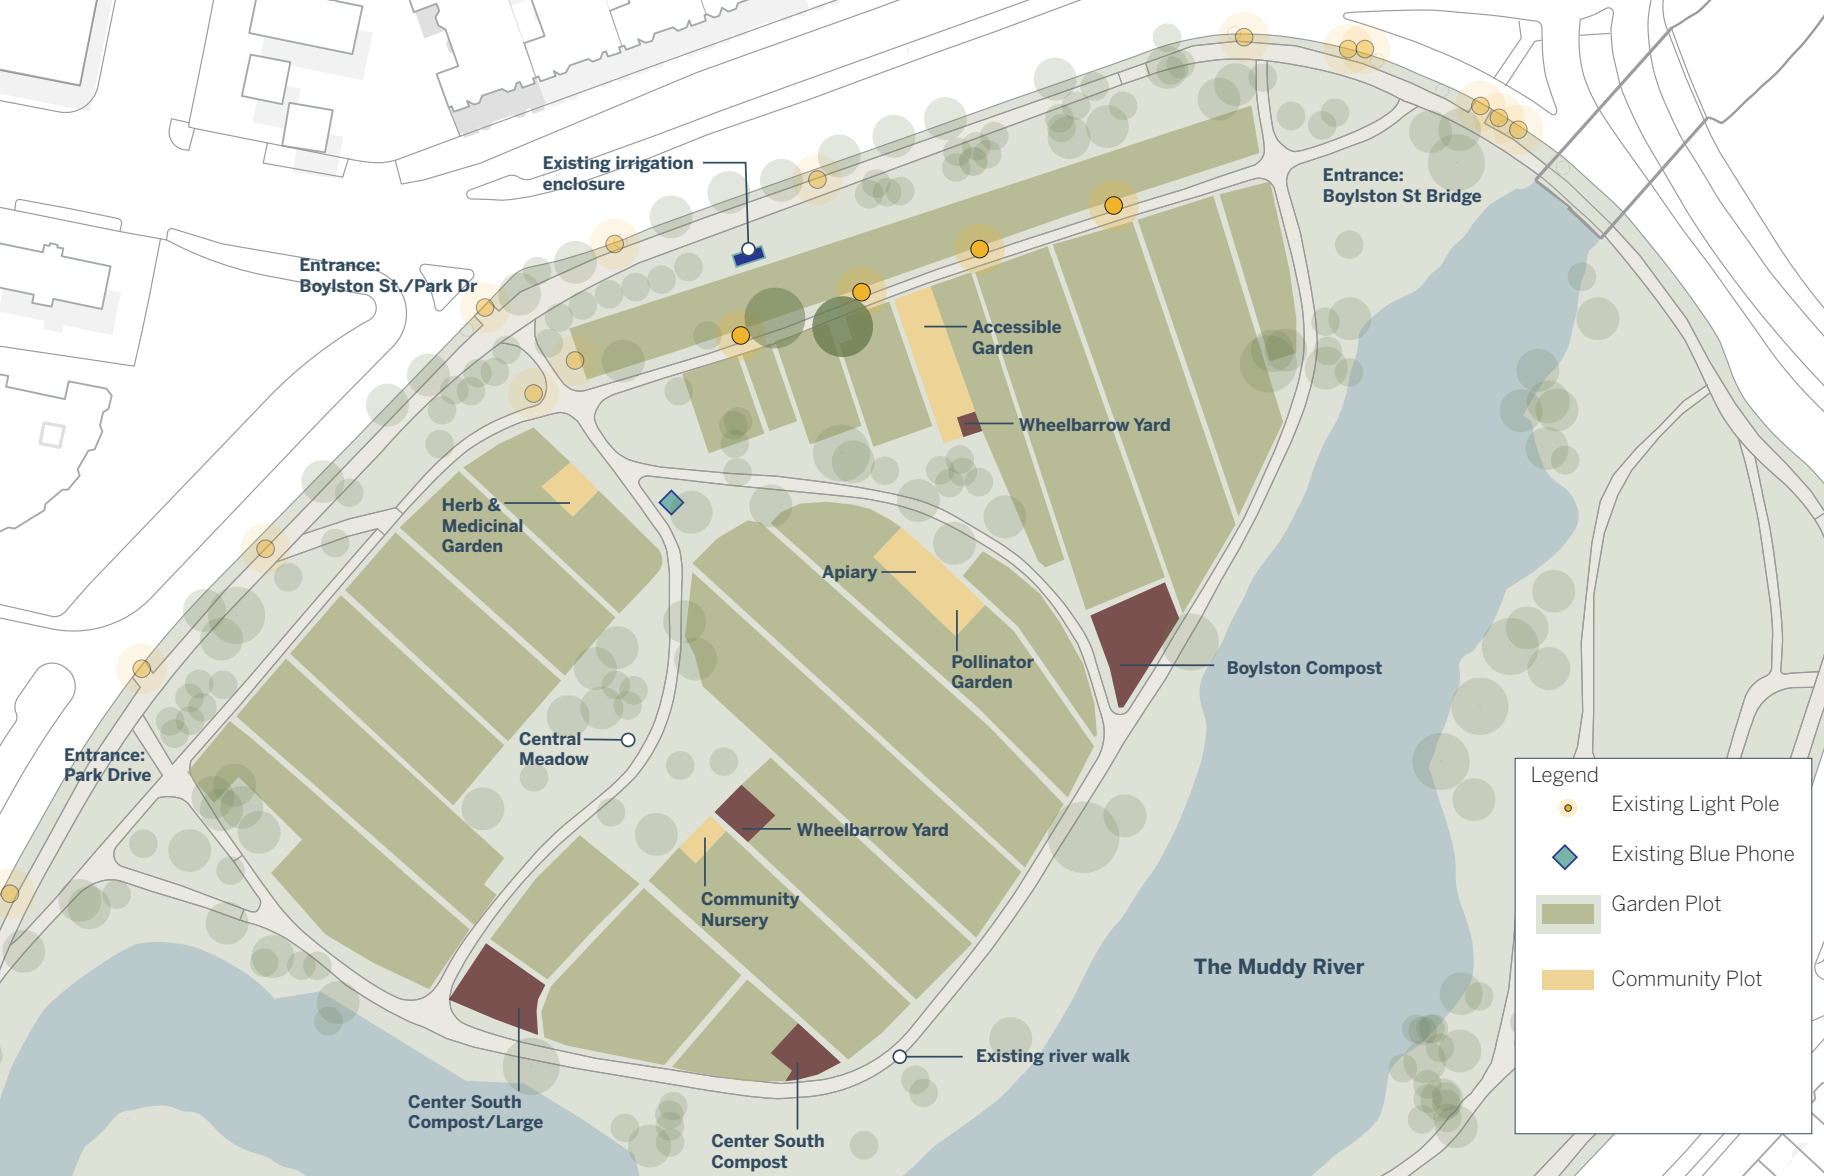 Existing irrigation
enclosure
Entrance:
Boylston St Bridge
Entrance:
Boylston St./Park Dr
Accessible
Garden
Wheelbarrow Yard
Herb &
Medicinal
Garden
Apiary
Pollinator
Garden
Boylston Compost
Central
Meadow
Entrance:
Park Drive
Wheelbarrow Yard
Community
Nursery
The Muddy River
Existing river walk
Center South
Compost/Large
Center South
Compost
Legend
Existing Light Pole
Existing Blue Phone
Garden Plot
Community Plot